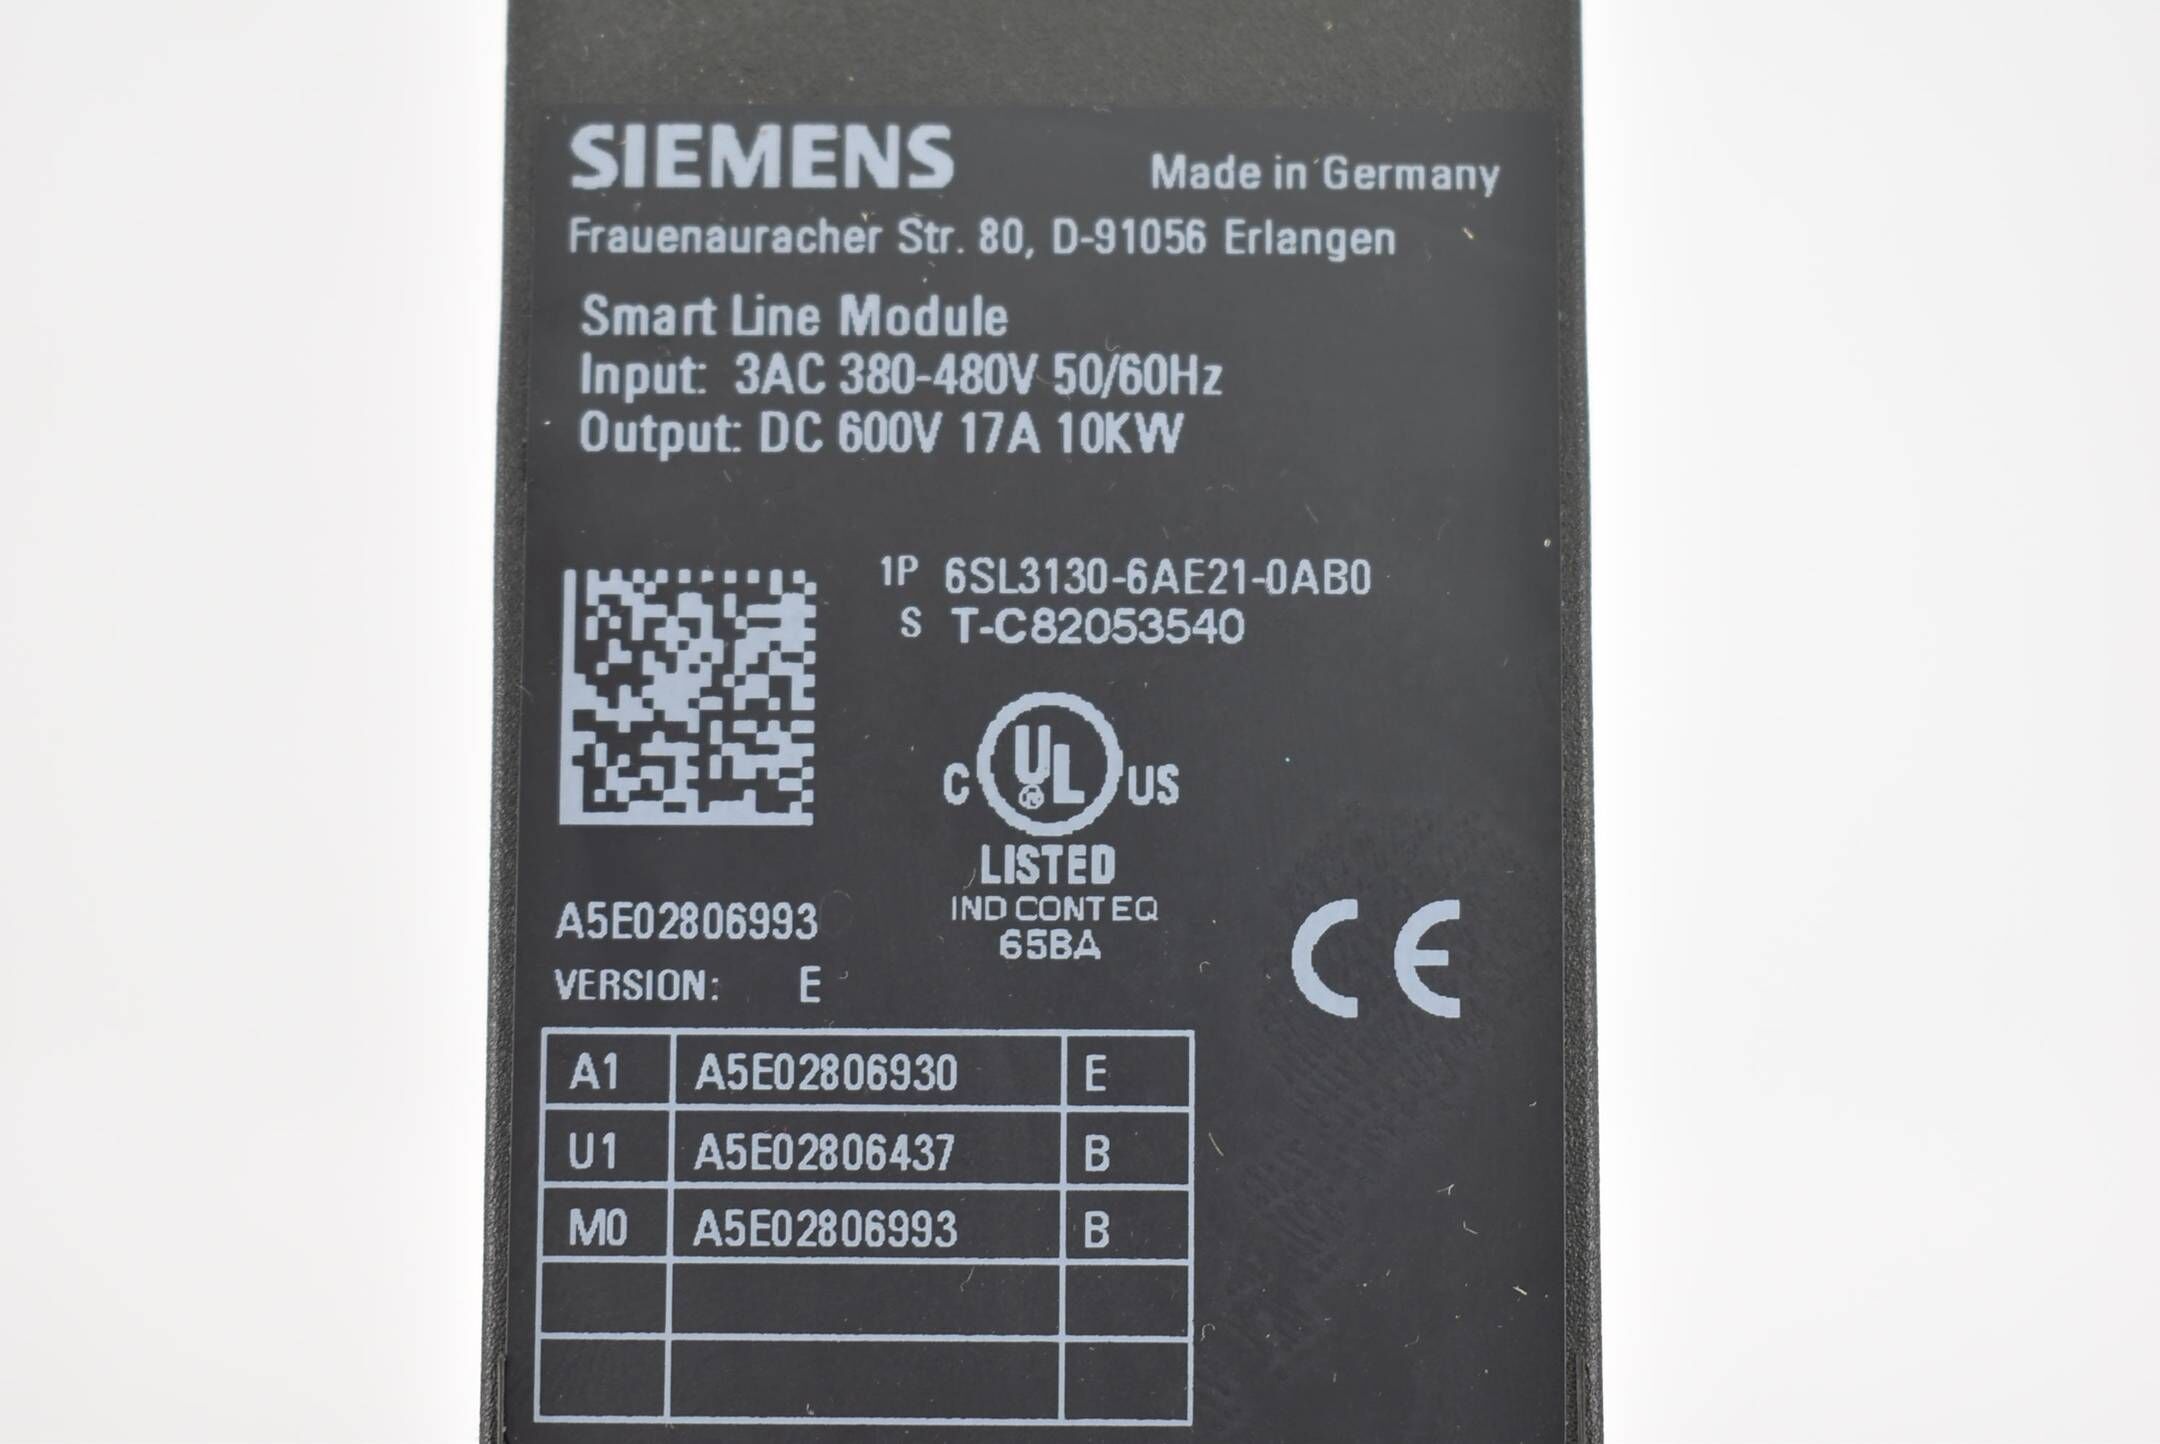 SIEMENS Made in Germany
Frauenauracher Str. 80, D-91056 Erlangen
Smart Line Module
Input: 3AC 380-480V 50/60Hz
Output: DC 600V 17A 10KW
1P 6SL3130-6AE21-0AB0
S T-C82053540
C UL US
®
LISTED
IND CONT EQ
65BA
CE
A5E02806993
VERSION: E
A1 A5E02806930 E
U1 A5E02806437 B
M0 A5E02806993 B